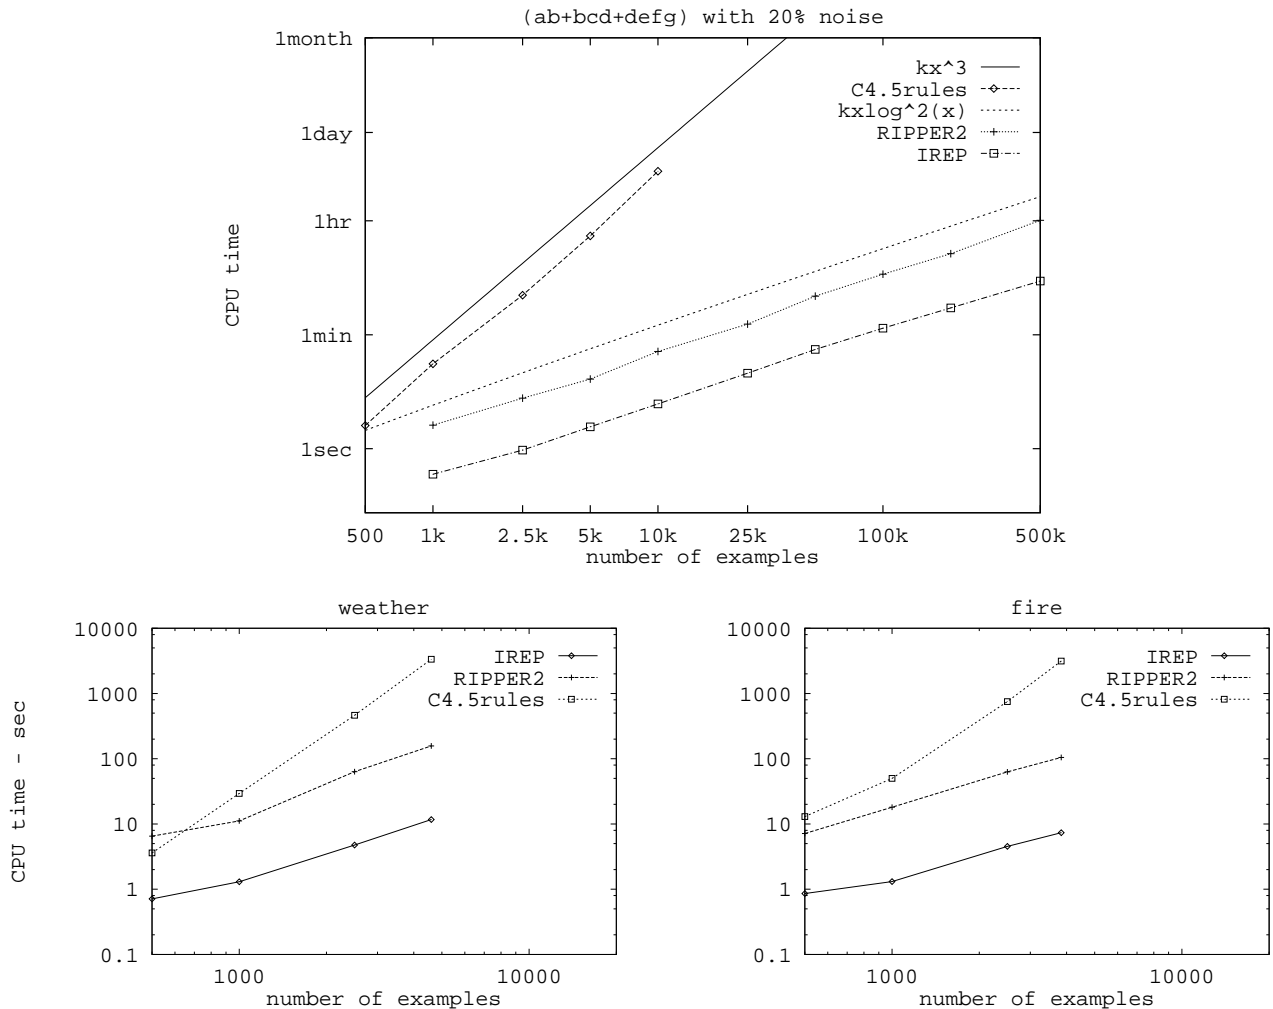 (ab+bcd+defg) with 20% noise
1month
1day
1hr
1min
1sec
CPU time
kx^3
C4.5rules
kxlog^2(x)
RIPPER2
IREP
500 1k 2.5k 5k 10k 25k 100k 500k
number of examples
weather
10000
1000
100
10
1
0.1
CPU time - sec
IREP
RIPPER2
C4.5rules
1000 10000
number of examples
fire
10000
1000
100
10
1
0.1
IREP
RIPPER2
C4.5rules
1000 10000
number of examples